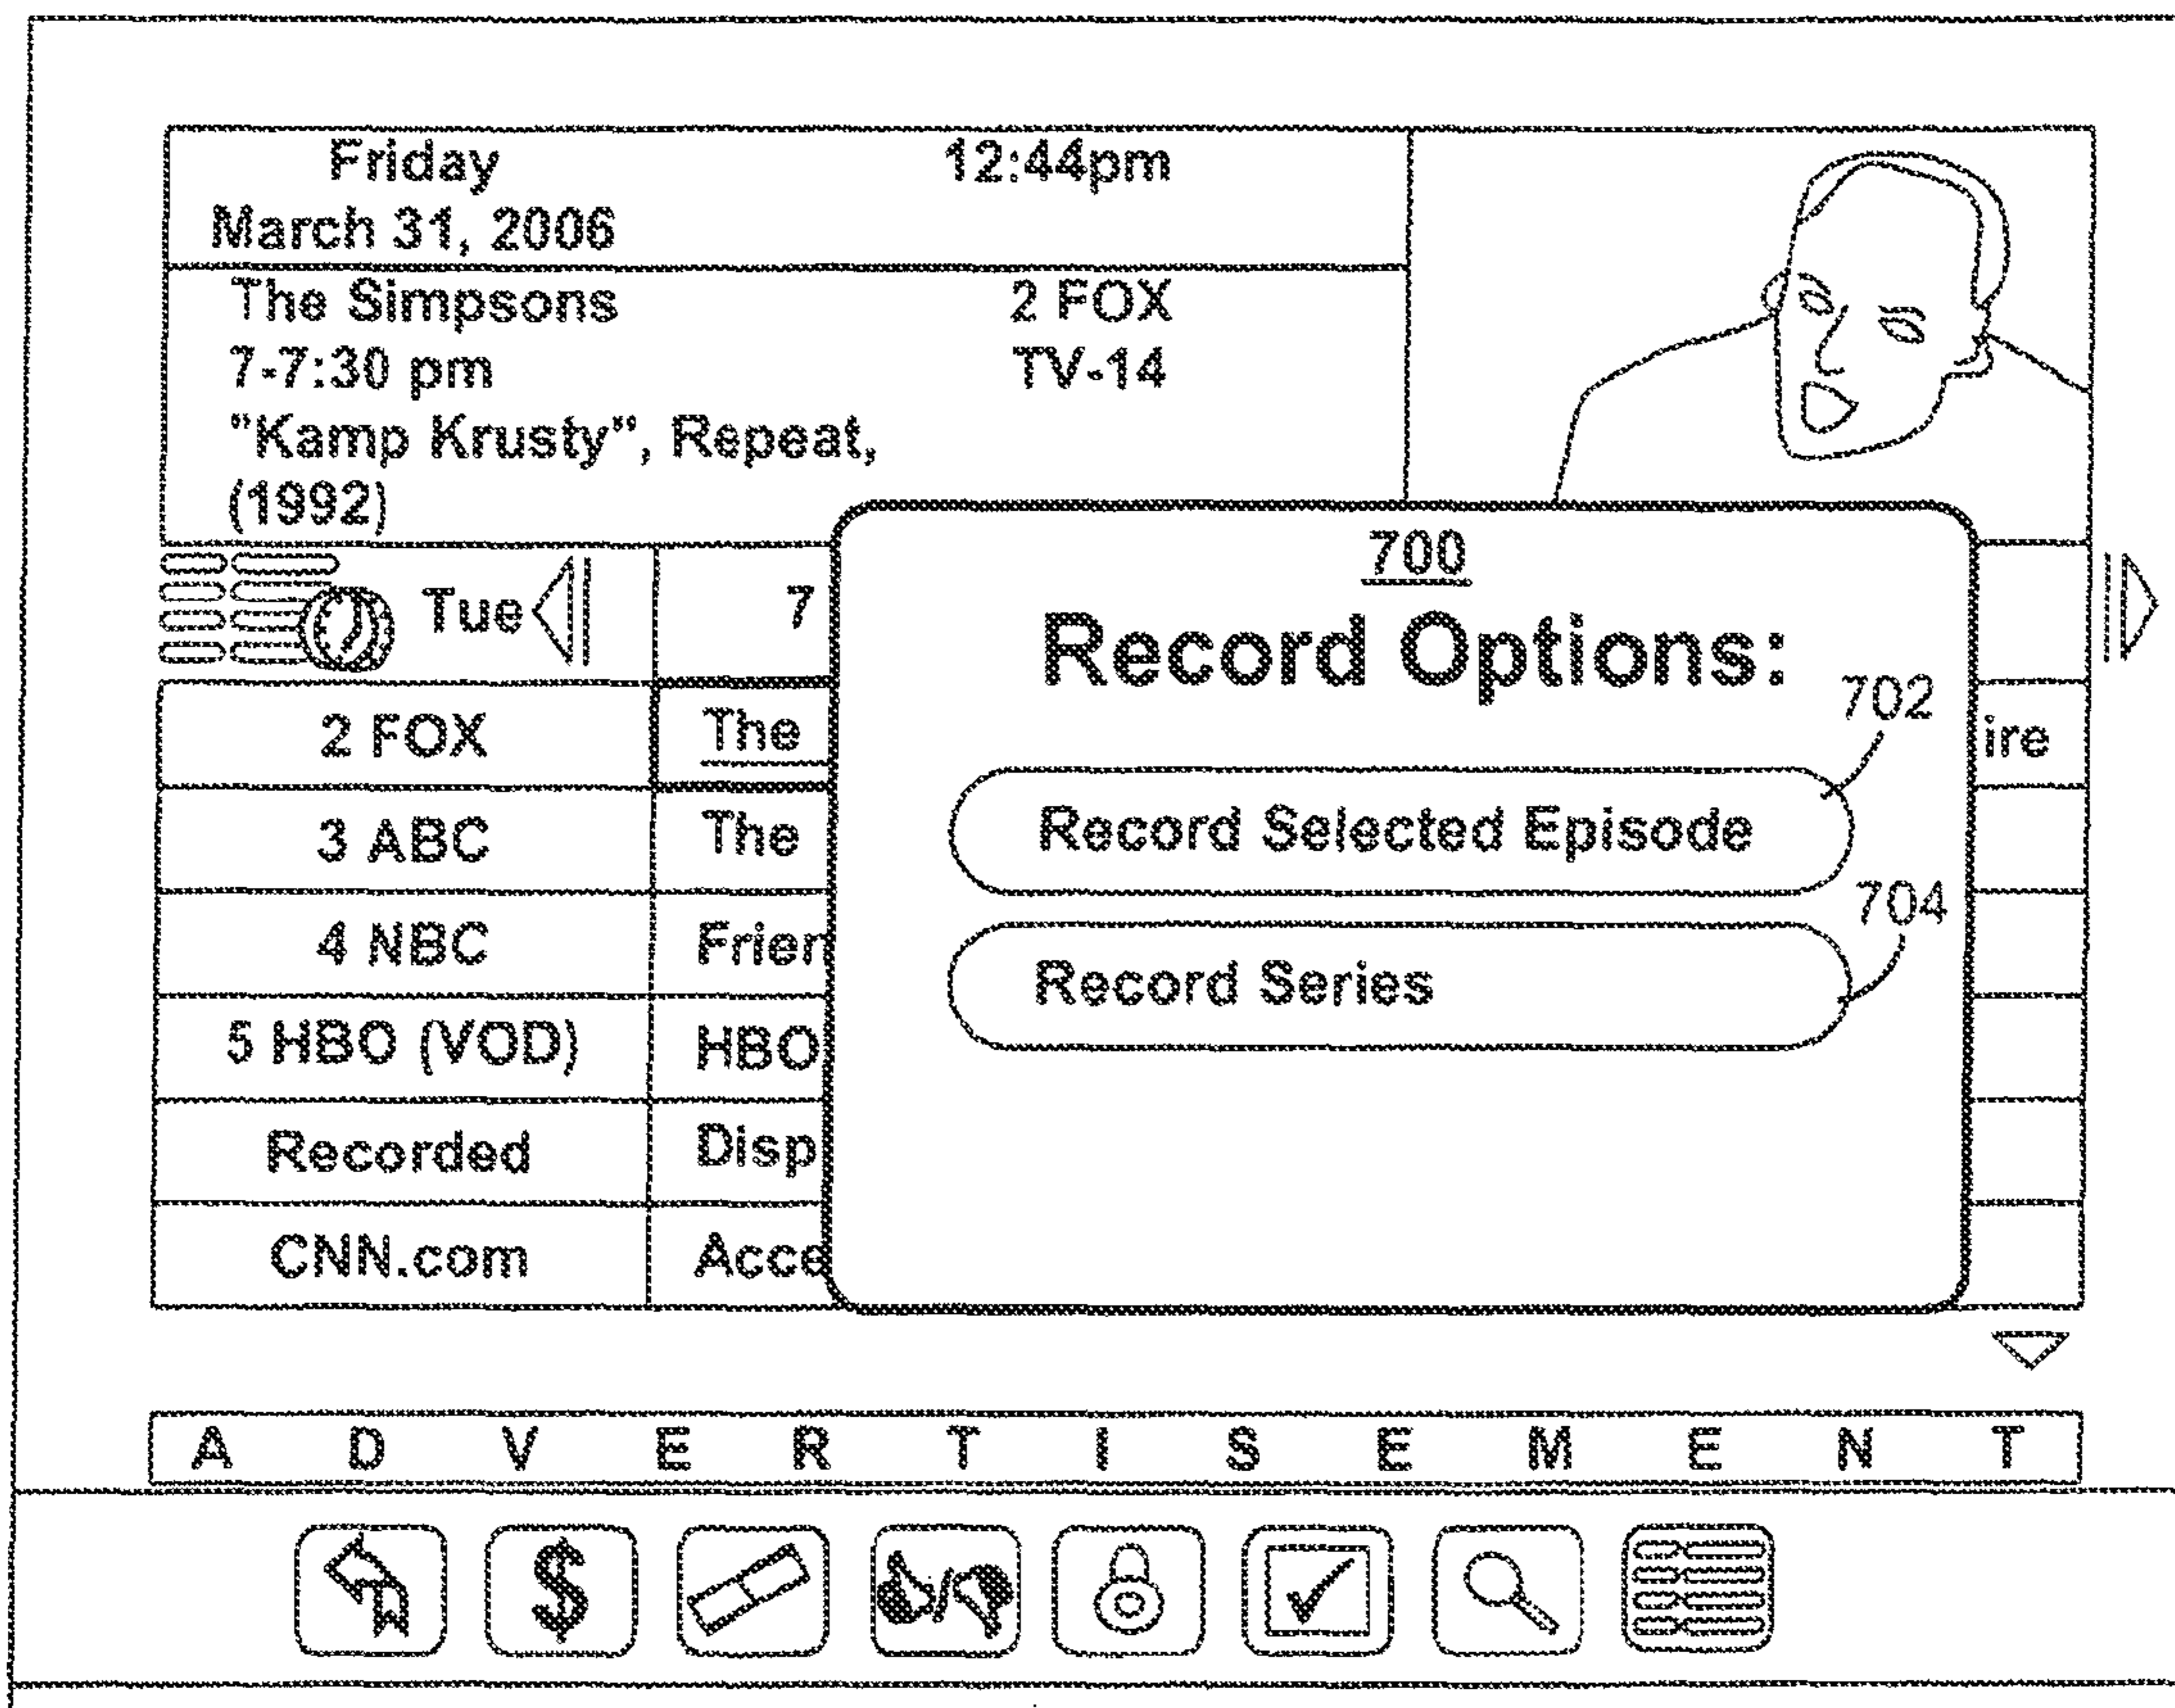 Friday 12:44pm
March 31, 2006
The Simpsons 2 FOX
7-7:30 pm TV-14
"Kamp Krusty", Repeat,
(1992)
700
Tue 7
Record Options:
702
2 FOX The ire
Record Selected Episode
3 ABC The
704
4 NBC Frien
Record Series
5 HBO (VOD) HBO
Recorded Disp
CNN.com Acce
A D V E R T I S E M E N T
$